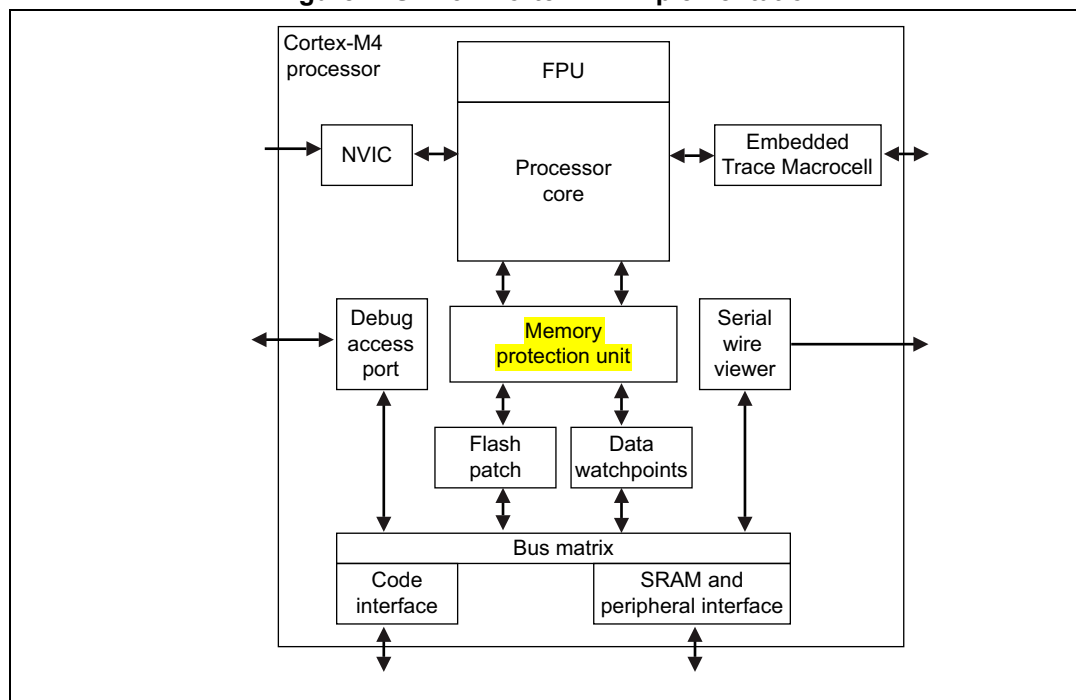 Cortex-M4
processor
FPU
NVIC
Processor
core
Embedded
Trace Macrocell
Debug
access
port
Memory
protection unit
Serial
wire
viewer
Flash
patch
Data
watchpoints
Bus matrix
Code
interface
SRAM and
peripheral interface